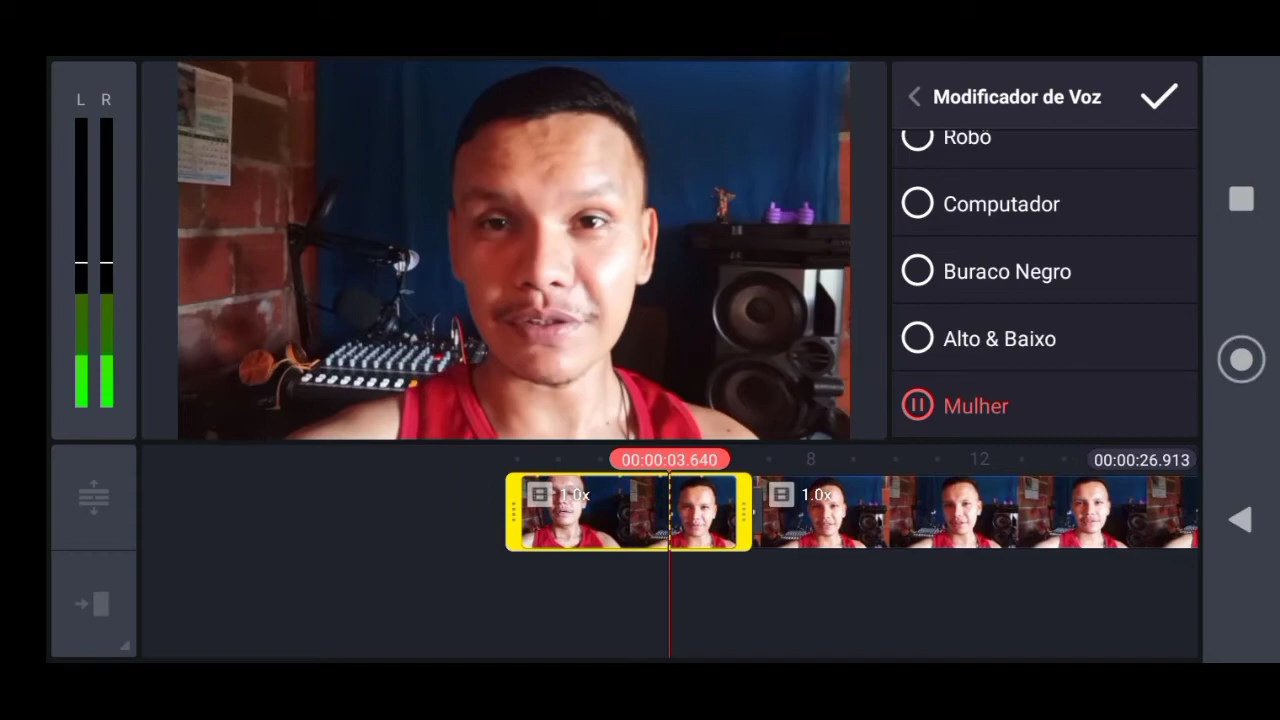 L R
Modificador de Voz
Robô
Computador
Buraco Negro
Alto & Baixo
Mulher
00:00:03.640
8
12
00:00:26.913
1.0x
1.0x